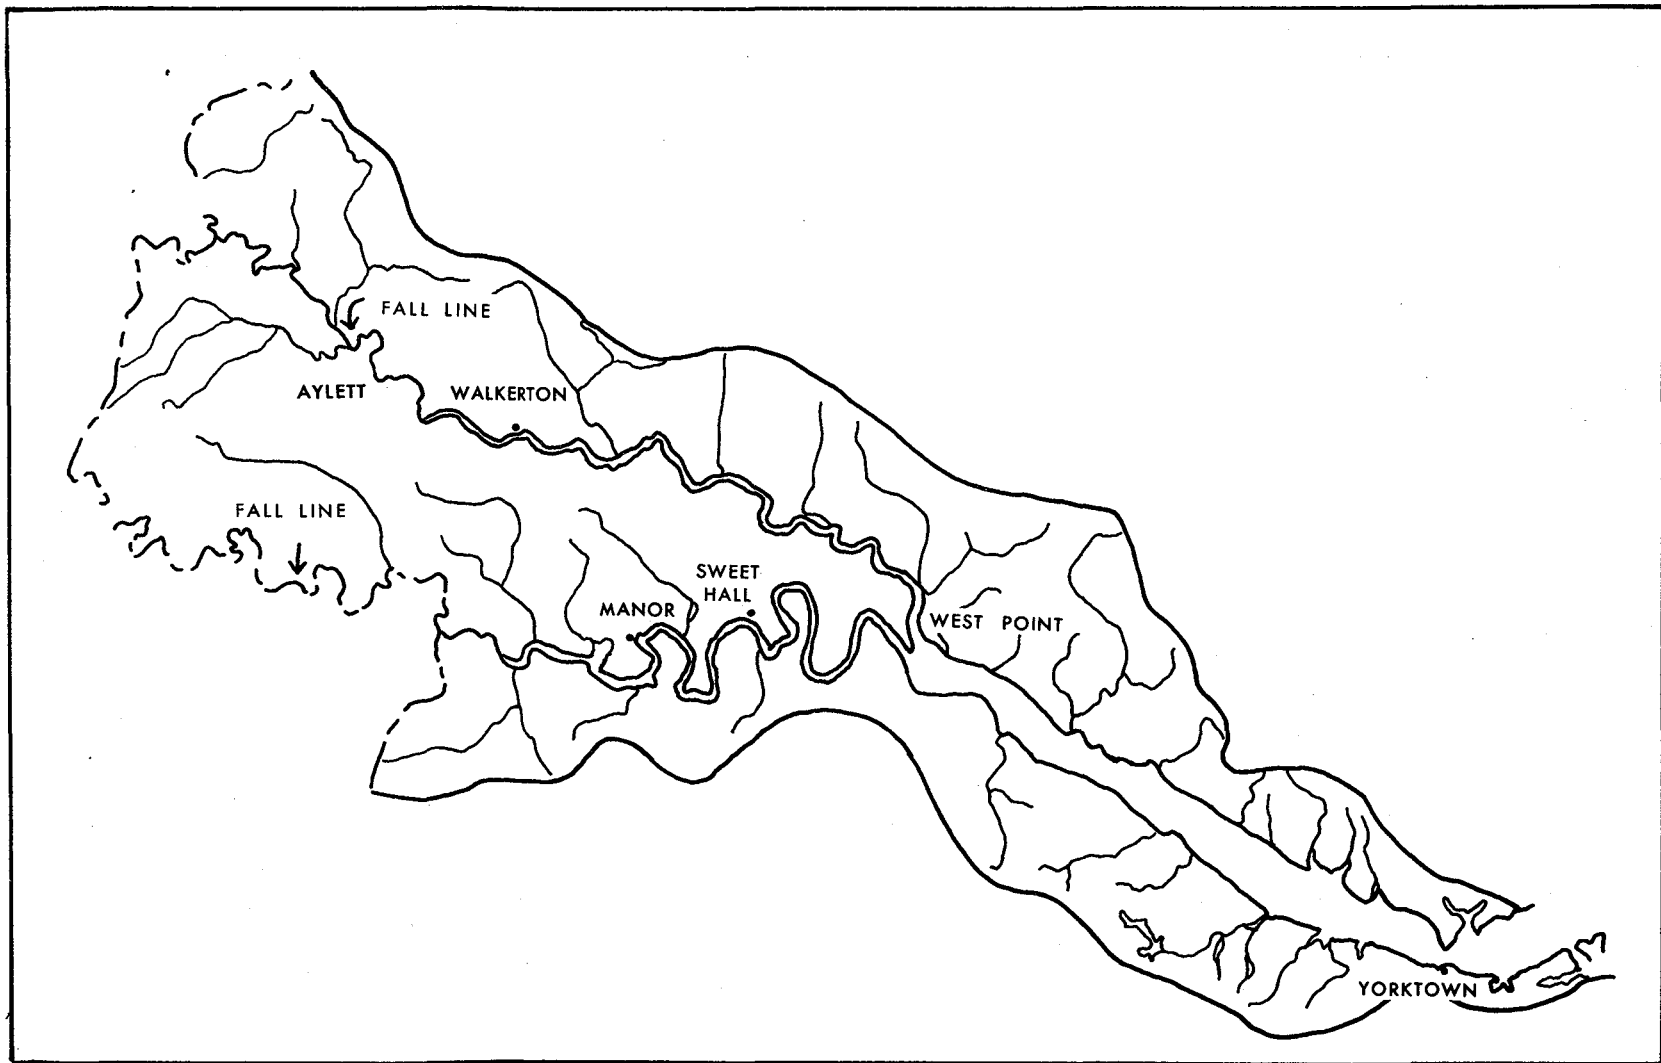 FALL LINE
AYLETT
WALKERTON
FALL LINE
SWEET
HALL
MANOR
WEST POINT
YORKTOWN